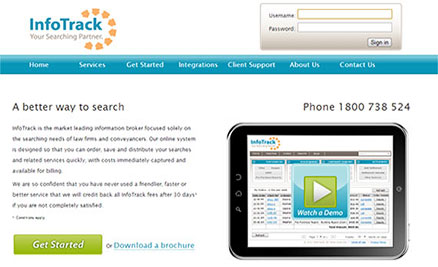 InfoTrack
Your Searching Partner.
Username:
Password:
Sign in
Home Services Get Started Integrations Client Support About Us Contact Us
A better way to search
Phone 1800 738 524
InfoTrack is the market leading information broker focused solely on
the searching needs of law firms and conveyancers. Our online system
is designed so that you can order, save and distribute your searches
and related services quickly, with costs immediately captured and
available for billing.
We are so confident that you have never used a friendlier, faster or
better service that we will credit back all InfoTrack fees after 30 days*
if you are not completely satisfied.
* Conditions apply
Get Started or Download a brochure
InfoTrack
Watch a Demo